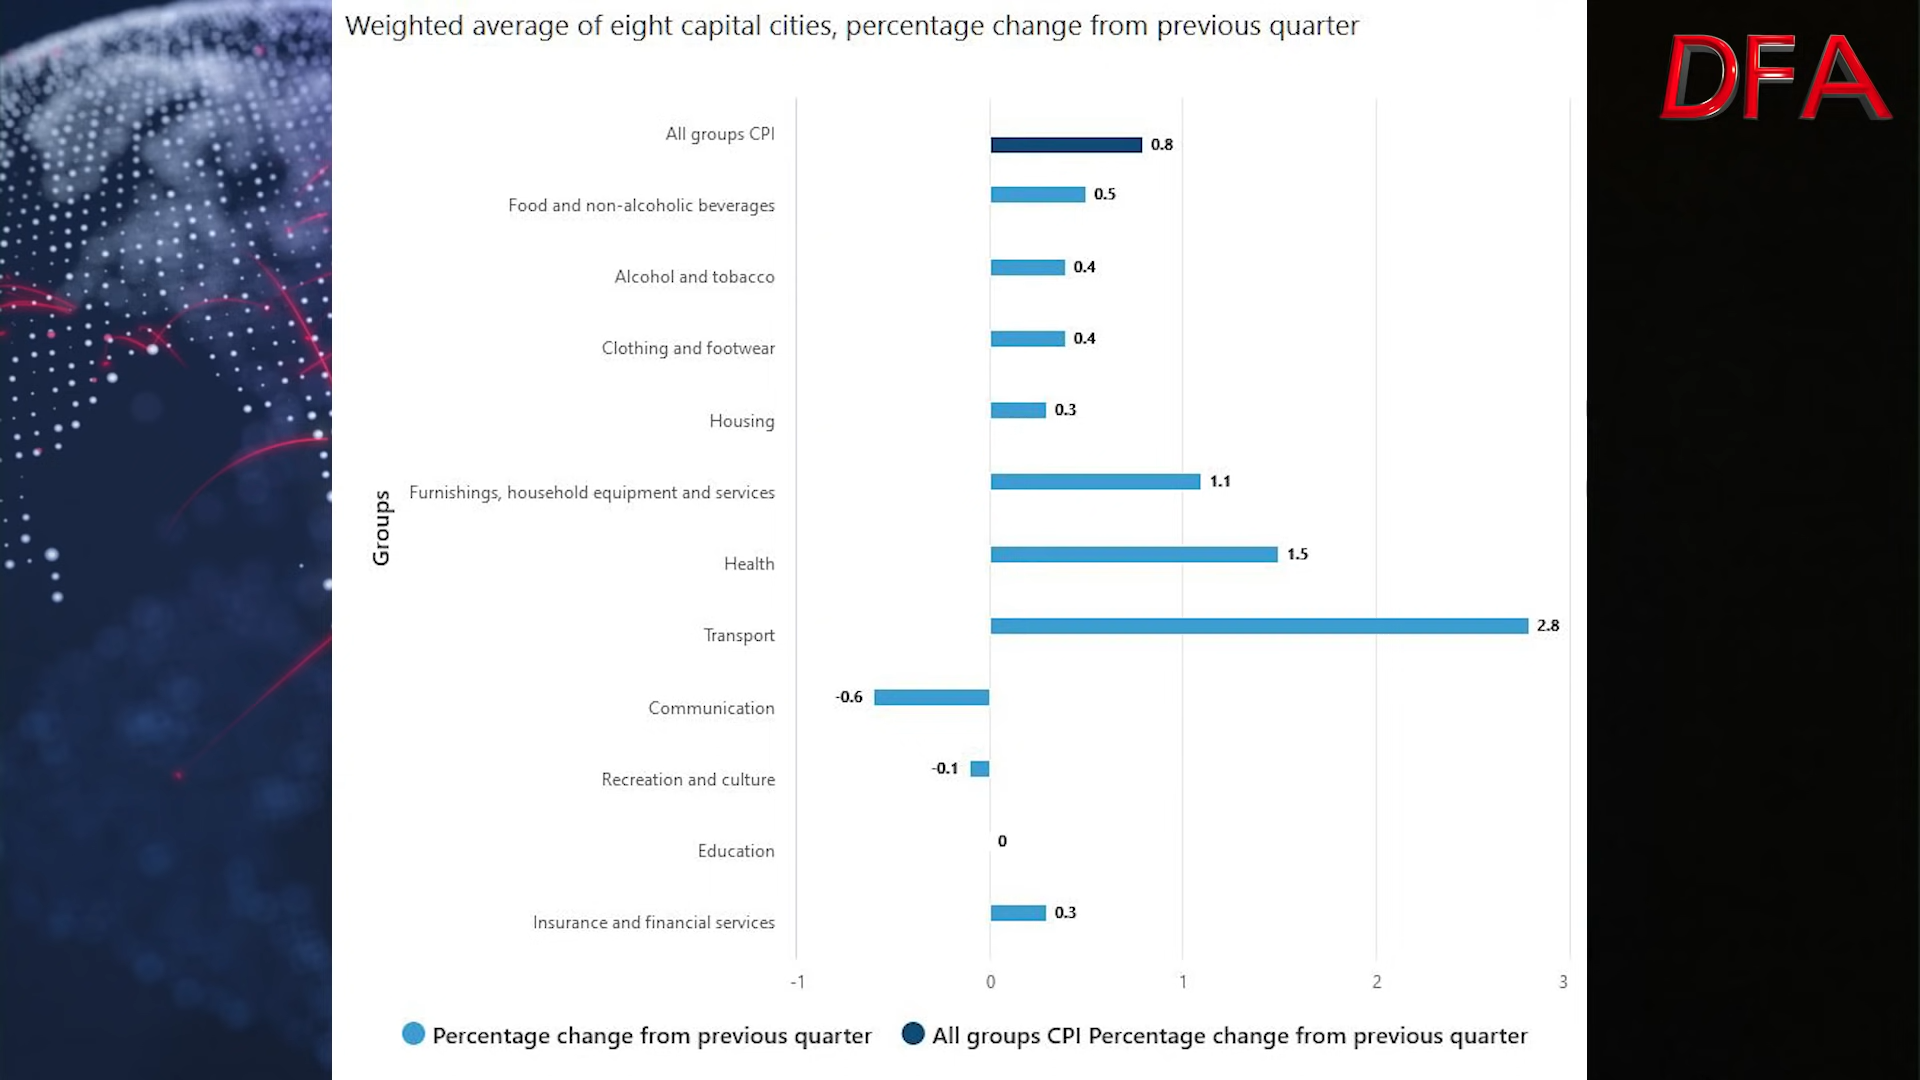 Weighted average of eight capital cities, percentage change from previous quarter
DFA
All groups CPI 0.8
Food and non-alcoholic beverages 0.5
Alcohol and tobacco 0.4
Clothing and footwear 0.4
Housing 0.3
Groups
Furnishings, household equipment and services 1.1
Health 1.5
Transport 2.8
Communication -0.6
Recreation and culture -0.1
Education 0
Insurance and financial services 0.3
-1 0 1 2 3
Percentage change from previous quarter All groups CPI Percentage change from previous quarter